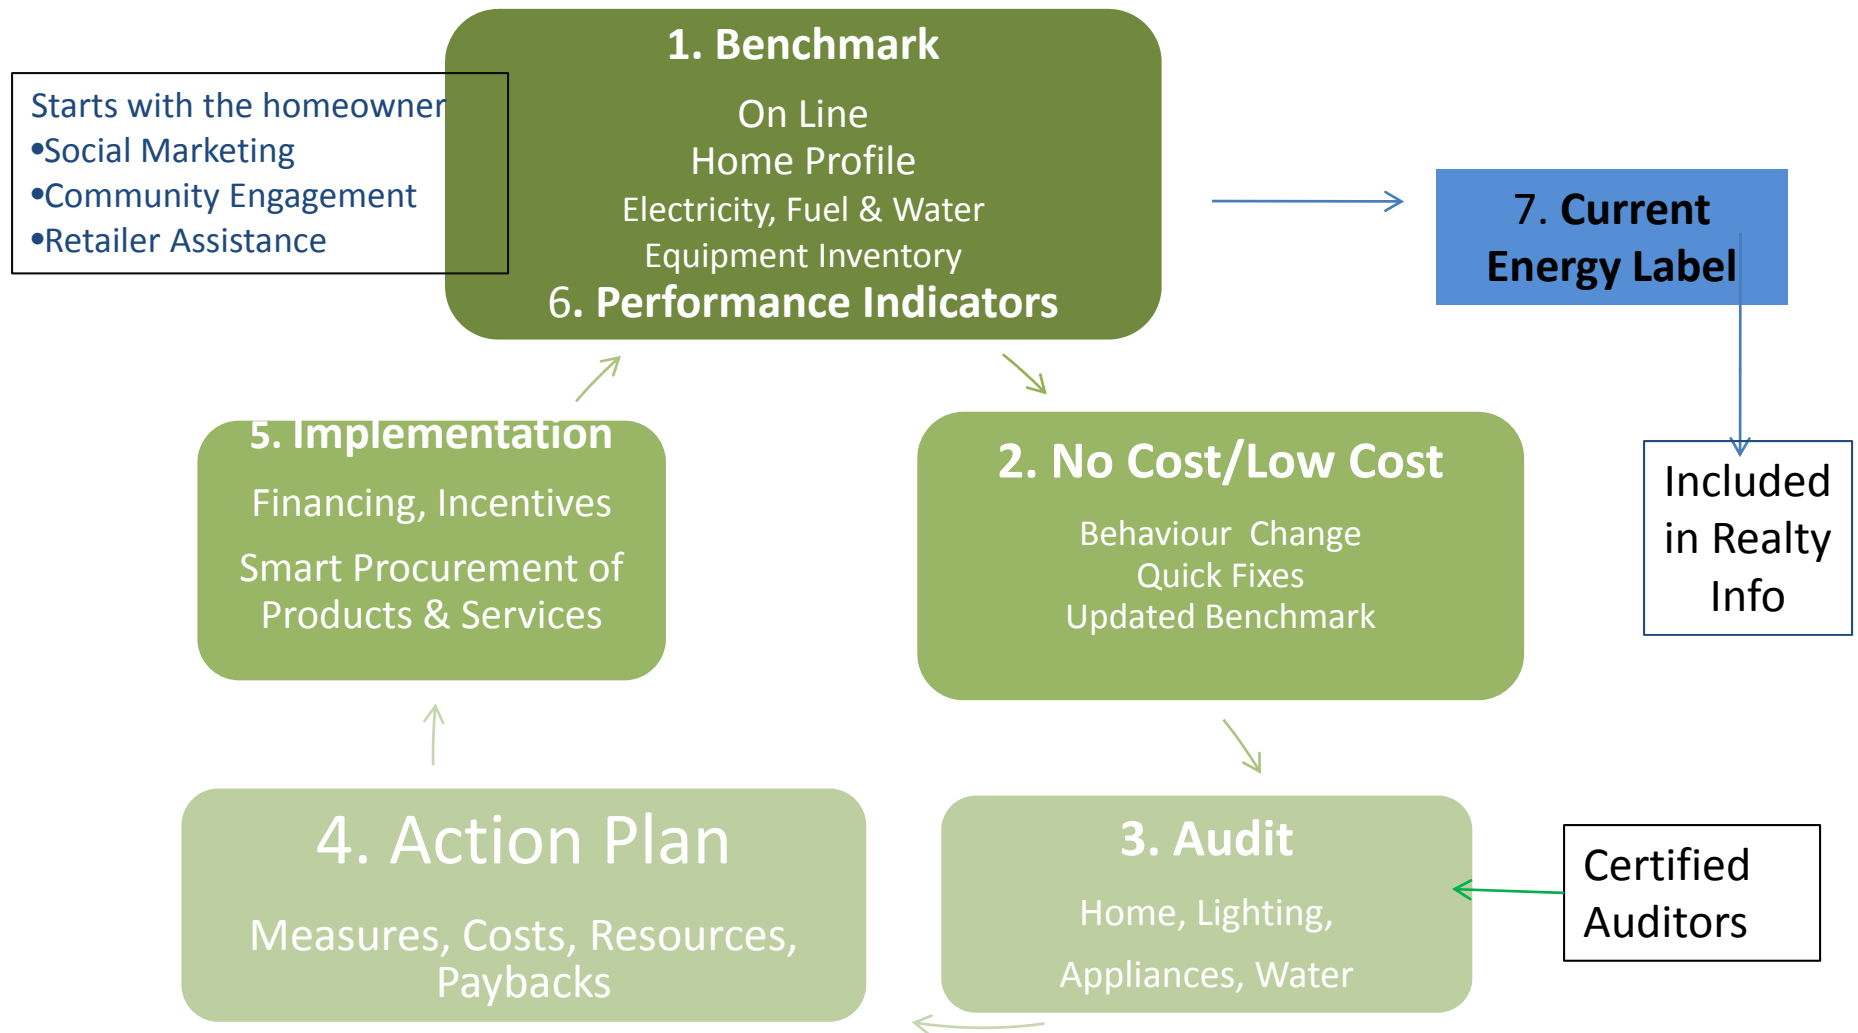 1. Benchmark
On Line
Home Profile
Electricity, Fuel & Water
Equipment Inventory
6. Performance Indicators
Starts with the homeowner
•Social Marketing
•Community Engagement
•Retailer Assistance
7. Current
Energy Label
Included
in Realty
Info
2. No Cost/Low Cost
Behaviour  Change
Quick Fixes
Updated Benchmark
3. Audit
Home, Lighting,
Appliances, Water
Certified
Auditors
4. Action Plan
Measures, Costs, Resources,
Paybacks
5. Implementation
Financing, Incentives
Smart Procurement of
Products & Services